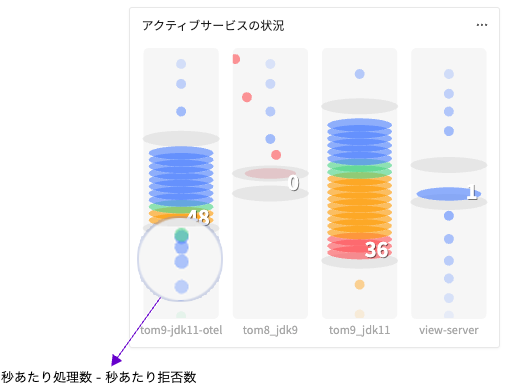 アクティブサービスの状況
48
0
36
1
tom9-jdk11-otel
tom8_jdk9
tom9_jdk11
view-server
秒あたり処理数 - 秒あたり拒否数